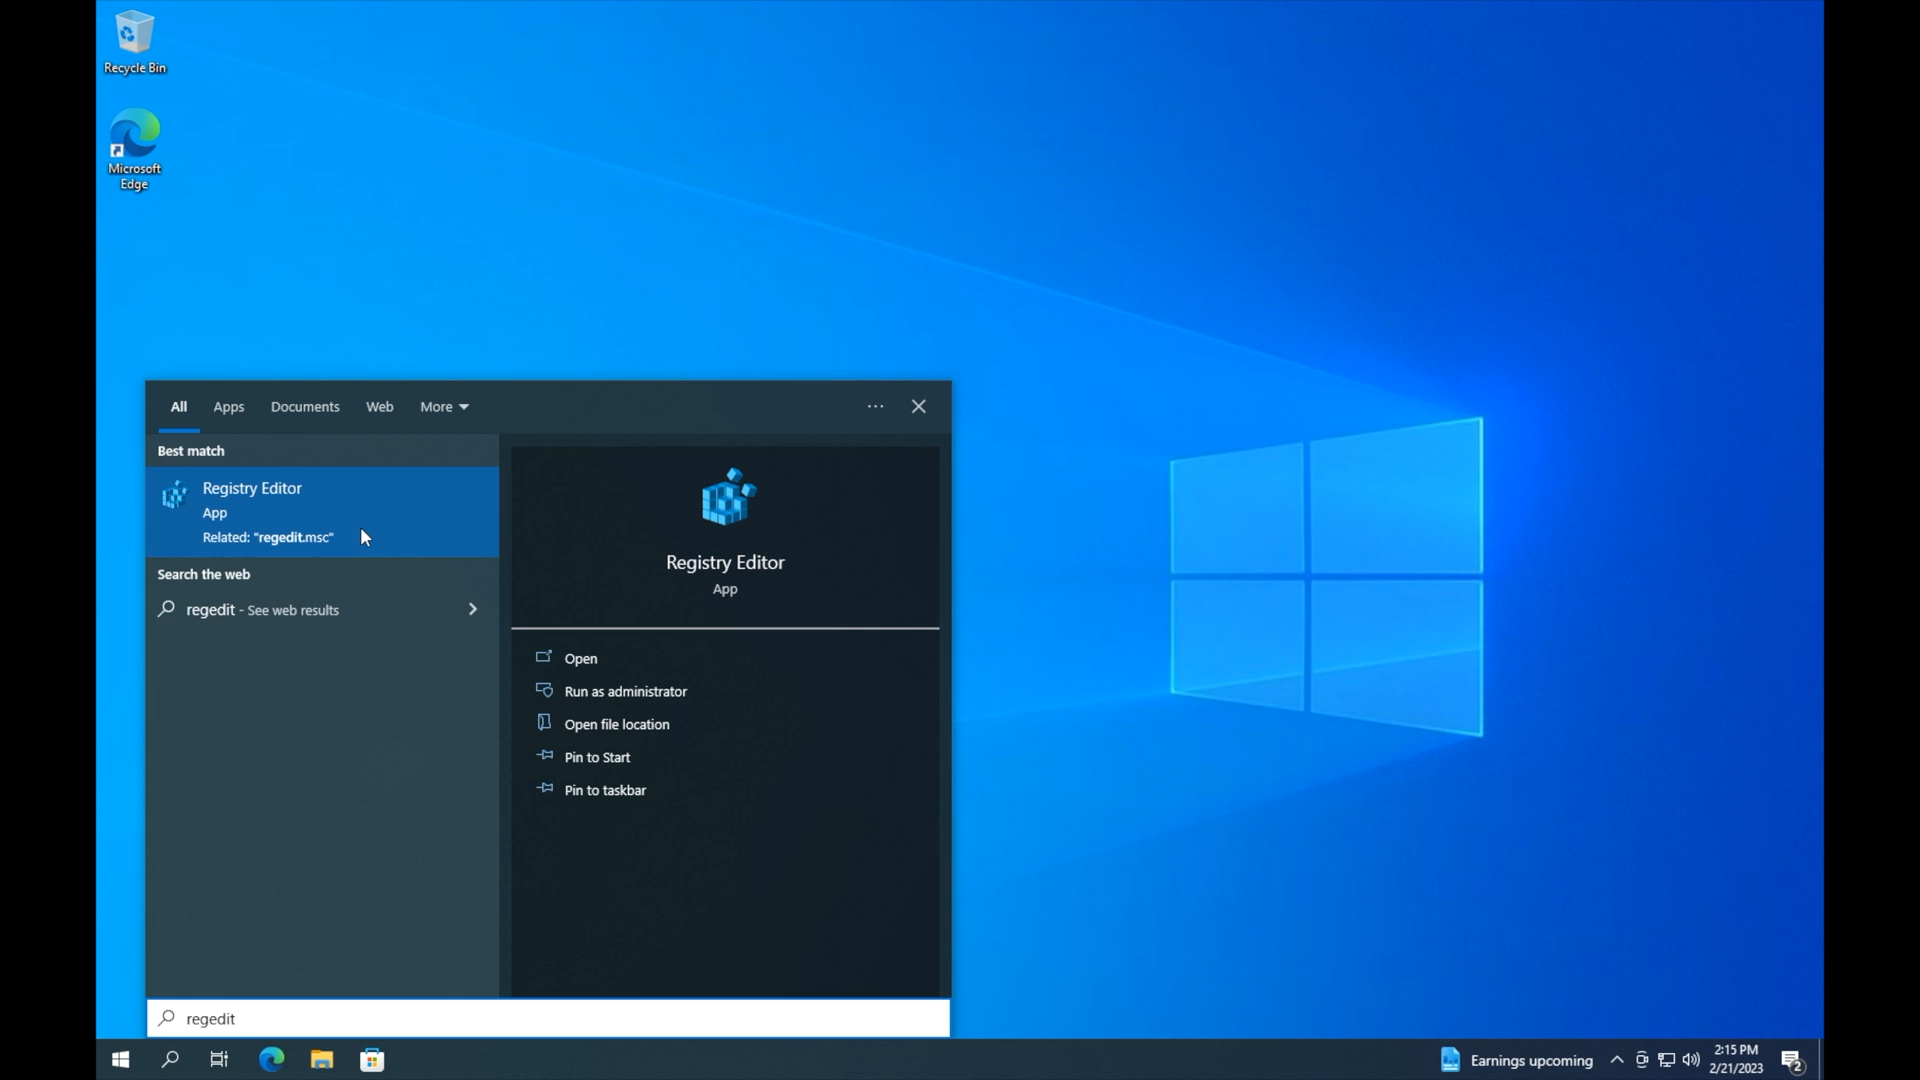 Recycle Bin
Microsoft
Edge
All
Apps
Documents
Web
More
Best match
Registry Editor
App
Related: "regedit.msc"
Search the web
regedit - See web results
Registry Editor
App
Open
Run as administrator
Open file location
Pin to Start
Pin to taskbar
regedit
Earnings upcoming
2:15 PM
2/21/2023
2